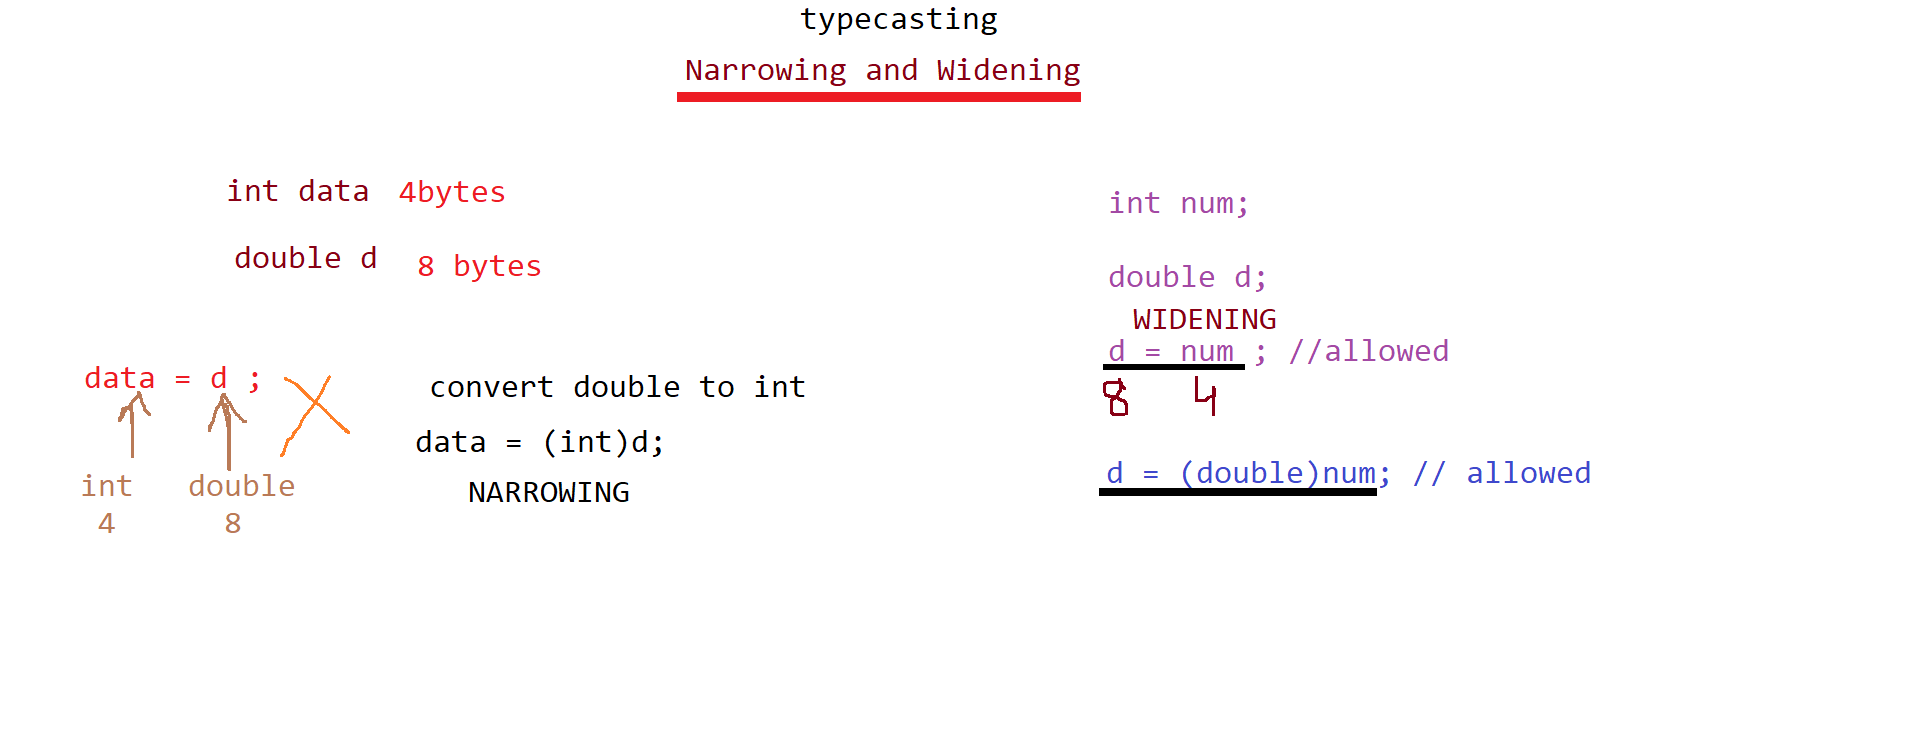 typecasting
Narrowing and Widening
int data 4bytes
double d 8 bytes
data = d ;
int double
4 8
convert double to int
data = (int)d;
NARROWING
int num;
double d;
WIDENING
d = num ; //allowed
8 4
d = (double)num; // allowed